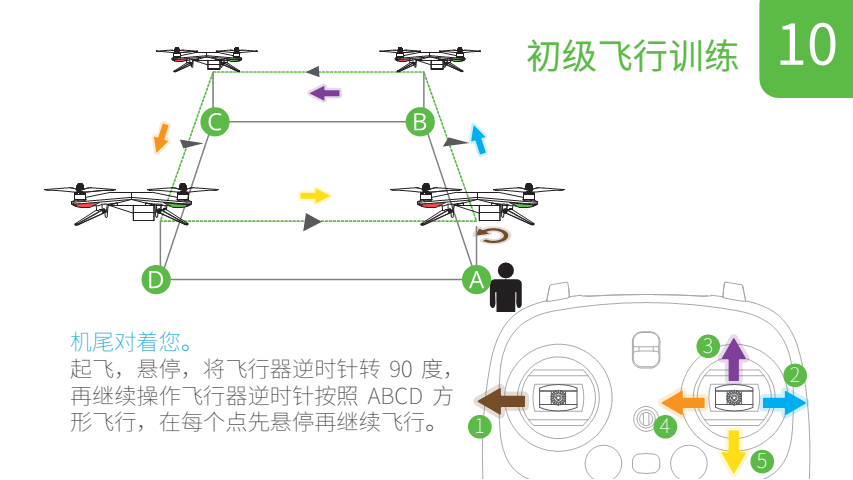 初级飞行训练
10
C
B
D
A
机尾对着您。
起飞，悬停，将飞行器逆时针转 90 度，
再继续操作飞行器逆时针按照 ABCD 方
形飞行，在每个点先悬停再继续飞行。
3
2
1
4
5